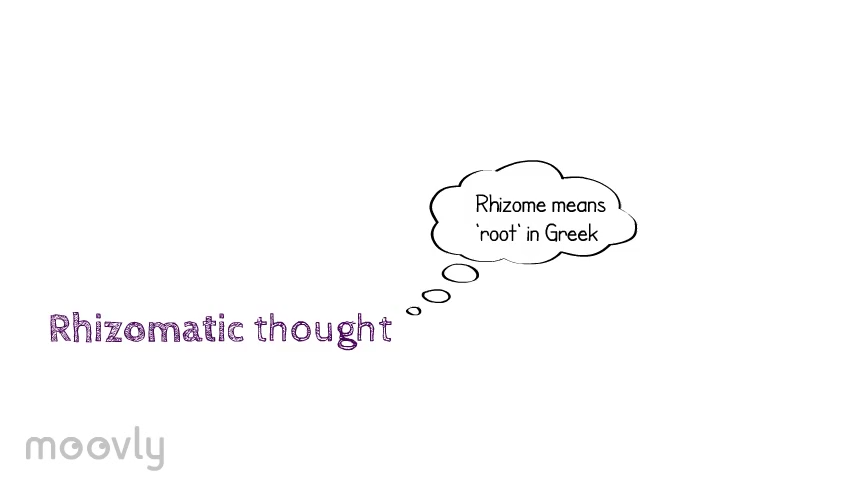 Rhizome means
‘root‘ in Greek
Rhizomatic thought
moovly